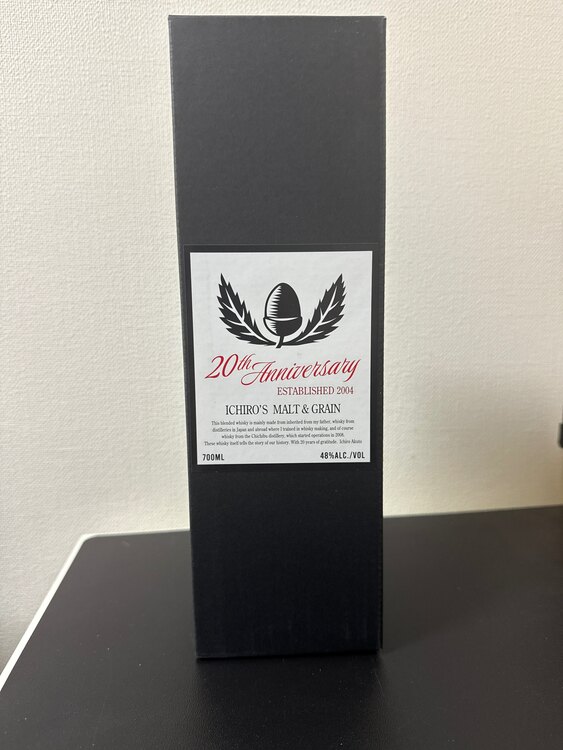 20th Anniversary
ESTABLISHED 2004
ICHIRO'S MALT & GRAIN
This blended whisky is mainly made from inherited from my father, whisky from
distilleries in Japan and abroad where I trained in whisky making, and of course
whisky from the Chichibu distillery, which started operations in 2008.
These whisky itself tells the story of our history. With 20 years of gratitude. Ichiro Akuto
700ML 48%ALC./VOL